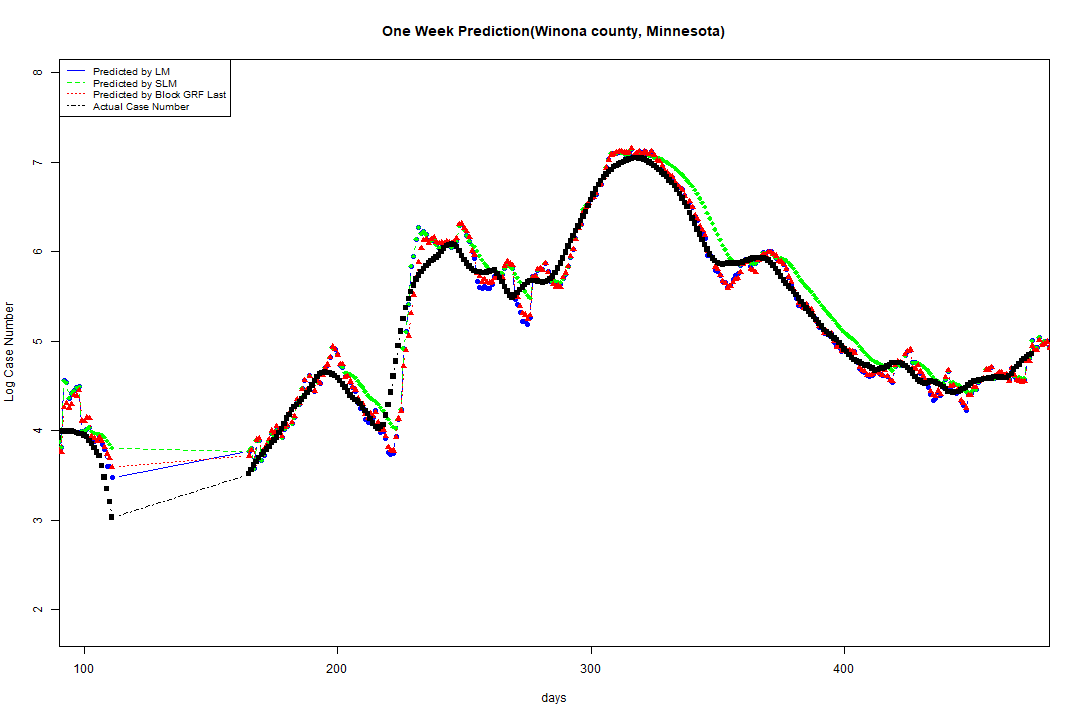 One Week Prediction(Winona county, Minnesota)
Predicted by LM
Predicted by SLM
Predicted by Block GRF Last
Actual Case Number
8
7
6
5
4
3
2
Log Case Number
100 200 300 400
days